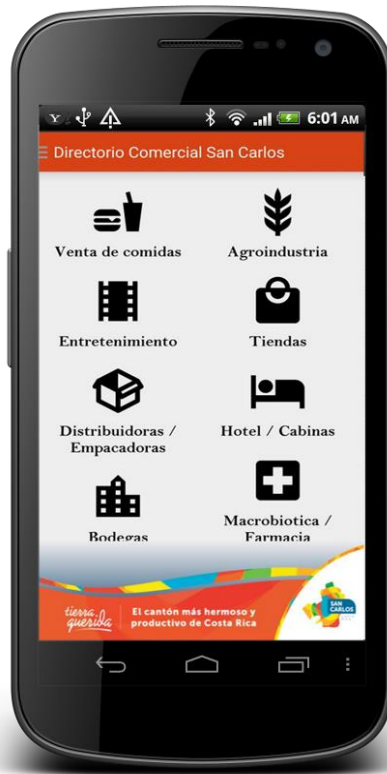 6:01 AM
Directorio Comercial San Carlos
Venta de comidas
Agroindustria
Entretenimiento
Tiendas
Distribuidoras /
Empacadoras
Hotel / Cabinas
Bodegas
Macrobiotica /
Farmacia
tierra
querida
El cantón más hermoso y
productivo de Costa Rica
SAN
CARLOS